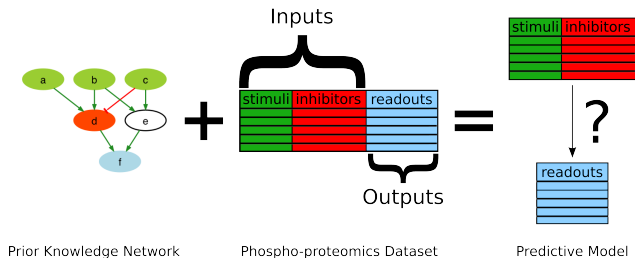 Inputs
a b c
d e
f
+
stimuli inhibitors readouts
=
Outputs
stimuli inhibitors
?
readouts
Prior Knowledge Network
Phospho-proteomics Dataset
Predictive Model